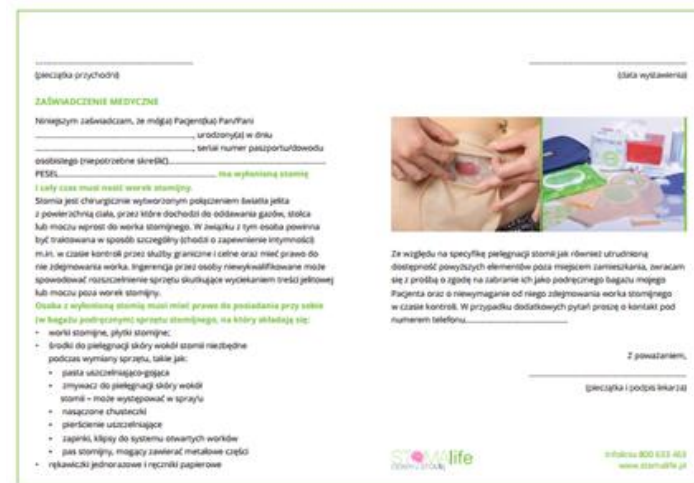 (pieczątka przychodni)
ZAŚWIADCZENIE MEDYCZNE
Niniejszym zaświadczam, że mój(a) Pacjent(ka) Pan/Pani
, urodzony(a) w dniu
, serial numer paszportu/dowodu
osobistego (niepotrzebne skreślić)
PESEL ma wyłonioną stomię
i cały czas musi nosić worek stomijny.
Stomia jest chirurgicznie wytworzonym połączeniem światła jelita
z powierzchnią ciała, przez które dochodzi do oddawania gazów, stolca
lub moczu wprost do worka stomijnego. W związku z tym osoba powinna
być traktowana w sposób szczególny (chodzi o zapewnienie intymności)
m.in. w czasie kontroli przez służby graniczne i celne oraz mieć prawo do
nie zdejmowania worka. Ingerencja przez osoby niewykwalifikowane może
spowodować rozszczelnienie sprzętu skutkujące wyciekaniem treści jelitowej
lub moczu poza worek stomijny.
Osoba z wyłonioną stomią musi mieć prawo do posiadania przy sobie
(w bagażu podręcznym) sprzętu stomijnego, na który składają się:
• worki stomijne, płytki stomijne;
• środki do pielęgnacji skóry wokół stomii niezbędne
podczas wymiany sprzętu, takie jak:
• pasta uszczelniająco-gojąca
• zmywacz do pielęgnacji skóry wokół
stomii – może występować w spray'u
• nasączone chusteczki
• pierścienie uszczelniające
• zapinki, klipsy do systemu otwartych worków
• pas stomijny, mogący zawierać metalowe części
• rękawiczki jednorazowe i ręczniki papierowe
(data wystawienia)
Ze względu na specyfikę pielęgnacji stomii jak również utrudnioną
dostępność powyższych elementów poza miejscem zamieszkania, zwracam
się z prośbą o zgodę na zabranie ich jako podręcznego bagażu mojego
Pacjenta oraz o niewymaganie od niego zdejmowania worka stomijnego
w czasie kontroli. W przypadku dodatkowych pytań proszę o kontakt pod
numerem telefonu
Z poważaniem,
(pieczątka i podpis lekarza)
STOMAlife
Infolinia 800 633 463
www.stomalife.pl